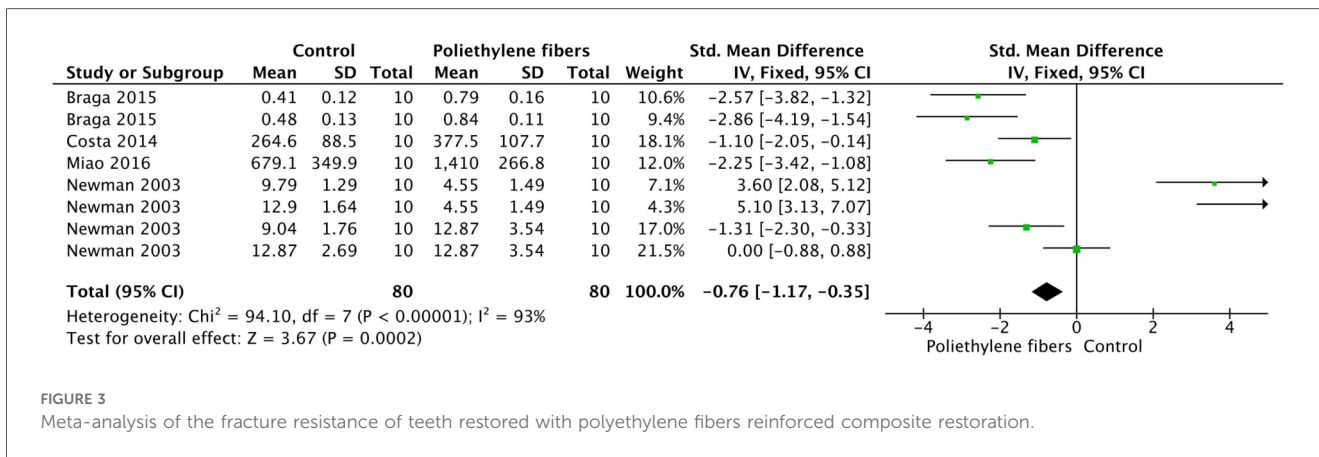 Control Poliethylene fibers Std. Mean Difference Std. Mean Difference
Study or Subgroup Mean SD Total Mean SD Total Weight IV, Fixed, 95% CI IV, Fixed, 95% CI
Braga 2015 0.41 0.12 10 0.79 0.16 10 10.6% −2.57 [−3.82, −1.32]
Braga 2015 0.48 0.13 10 0.84 0.11 10 9.4% −2.86 [−4.19, −1.54]
Costa 2014 264.6 88.5 10 377.5 107.7 10 18.1% −1.10 [−2.05, −0.14]
Miao 2016 679.1 349.9 10 1,410 266.8 10 12.0% −2.25 [−3.42, −1.08]
Newman 2003 9.79 1.29 10 4.55 1.49 10 7.1% 3.60 [2.08, 5.12]
Newman 2003 12.9 1.64 10 4.55 1.49 10 4.3% 5.10 [3.13, 7.07]
Newman 2003 9.04 1.76 10 12.87 3.54 10 17.0% −1.31 [−2.30, −0.33]
Newman 2003 12.87 2.69 10 12.87 3.54 10 21.5% 0.00 [−0.88, 0.88]
Total (95% CI) 80 80 100.0% −0.76 [−1.17, −0.35]
Heterogeneity: Chi² = 94.10, df = 7 (P < 0.00001); I² = 93%
Test for overall effect: Z = 3.67 (P = 0.0002)
−4 −2 0 2 4
Poliethylene fibers Control
FIGURE 3
Meta-analysis of the fracture resistance of teeth restored with polyethylene fibers reinforced composite restoration.